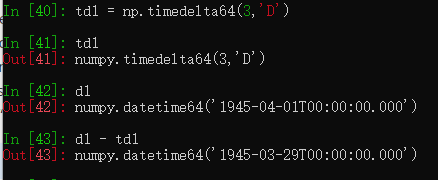 In [40]: td1 = np.timedelta64(3,'D')
In [41]: td1
Out[41]: numpy.timedelta64(3,'D')
In [42]: d1
Out[42]: numpy.datetime64('1945-04-01T00:00:00.000')
In [43]: d1 - td1
Out[43]: numpy.datetime64('1945-03-29T00:00:00.000')